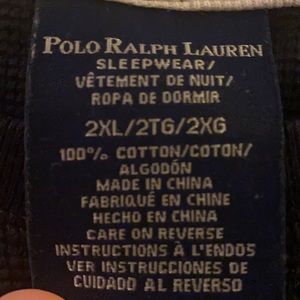 POLO RALPH LAUREN
SLEEPWEAR/
VÊTEMENT DE NUIT/
ROPA DE DORMIR
2XL/2TG/2XG
100% COTTON/COTON/
ALGODÓN
MADE IN CHINA
FABRIQUÉ EN CHINE
HECHO EN CHINA
CARE ON REVERSE
INSTRUCTIONS À L'ENDOS
VER INSTRUCCIONES DE
CUIDADO AL REVERSO